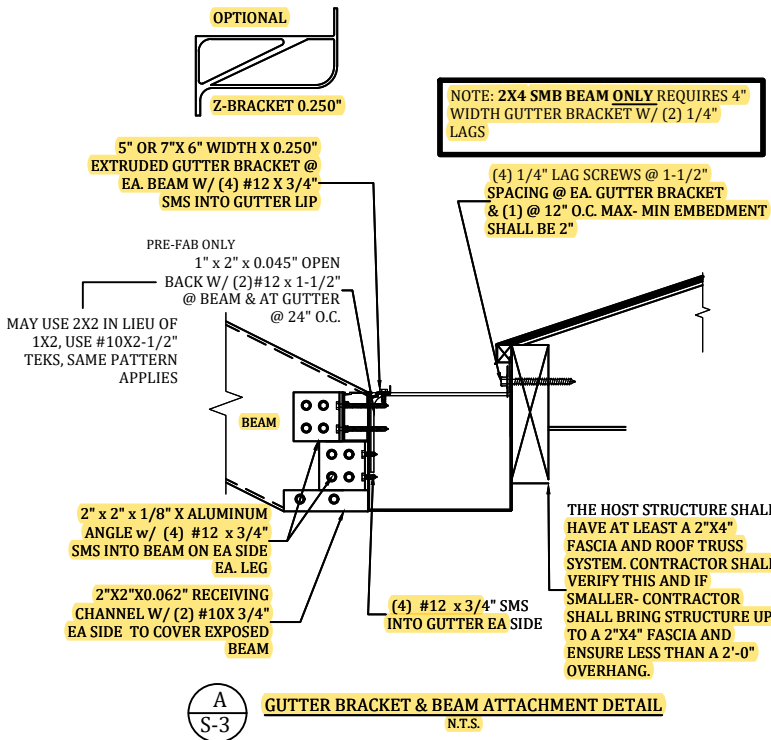 OPTIONAL
Z-BRACKET 0.250"
NOTE: 2X4 SMB BEAM ONLY REQUIRES 4"
WIDTH GUTTER BRACKET W/ (2) 1/4"
LAGS
5" OR 7"X 6" WIDTH X 0.250"
EXTRUDED GUTTER BRACKET @
EA. BEAM W/ (4) #12 X 3/4"
SMS INTO GUTTER LIP
(4) 1/4" LAG SCREWS @ 1-1/2"
SPACING @ EA. GUTTER BRACKET
& (1) @ 12" O.C. MAX- MIN EMBEDMENT
SHALL BE 2"
PRE-FAB ONLY
1" x 2" x 0.045" OPEN
BACK W/ (2)#12 x 1-1/2"
@ BEAM & AT GUTTER
@ 24" O.C.
MAY USE 2X2 IN LIEU OF
1X2, USE #10X2-1/2"
TEKS, SAME PATTERN
APPLIES
BEAM
2" x 2" x 1/8" X ALUMINUM
ANGLE w/ (4) #12 x 3/4"
SMS INTO BEAM ON EA SIDE
EA. LEG
2"X2"X0.062" RECEIVING
CHANNEL W/ (2) #10X 3/4"
EA SIDE TO COVER EXPOSED
BEAM
(4) #12 x 3/4" SMS
INTO GUTTER EA SIDE
THE HOST STRUCTURE SHALL
HAVE AT LEAST A 2"X4"
FASCIA AND ROOF TRUSS
SYSTEM. CONTRACTOR SHALL
VERIFY THIS AND IF
SMALLER- CONTRACTOR
SHALL BRING STRUCTURE UP
TO A 2"X4" FASCIA AND
ENSURE LESS THAN A 2'-0"
OVERHANG.
A
S-3
GUTTER BRACKET & BEAM ATTACHMENT DETAIL
N.T.S.